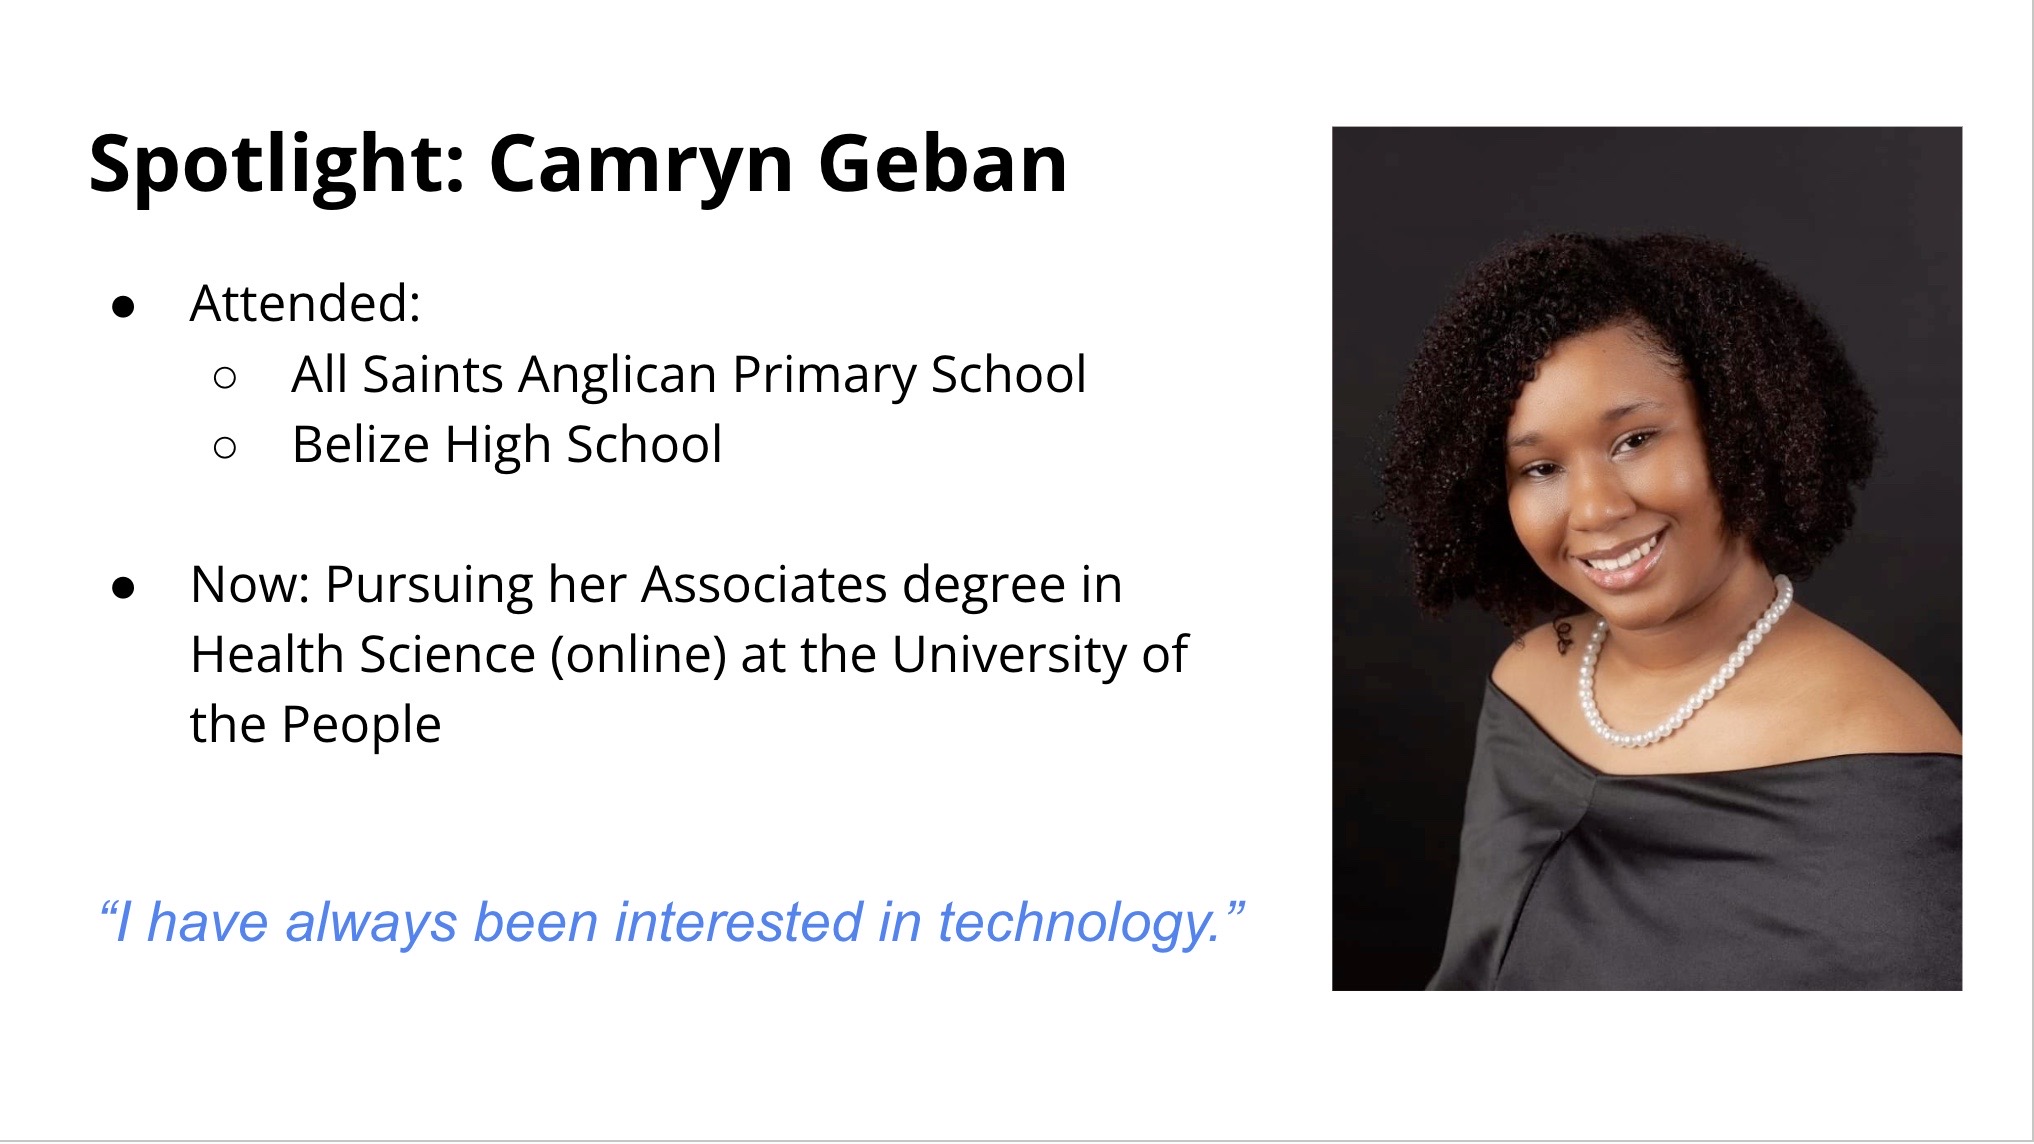 Spotlight: Camryn Geban
● Attended:
○ All Saints Anglican Primary School
○ Belize High School
● Now: Pursuing her Associates degree in
Health Science (online) at the University of
the People
“I have always been interested in technology.”